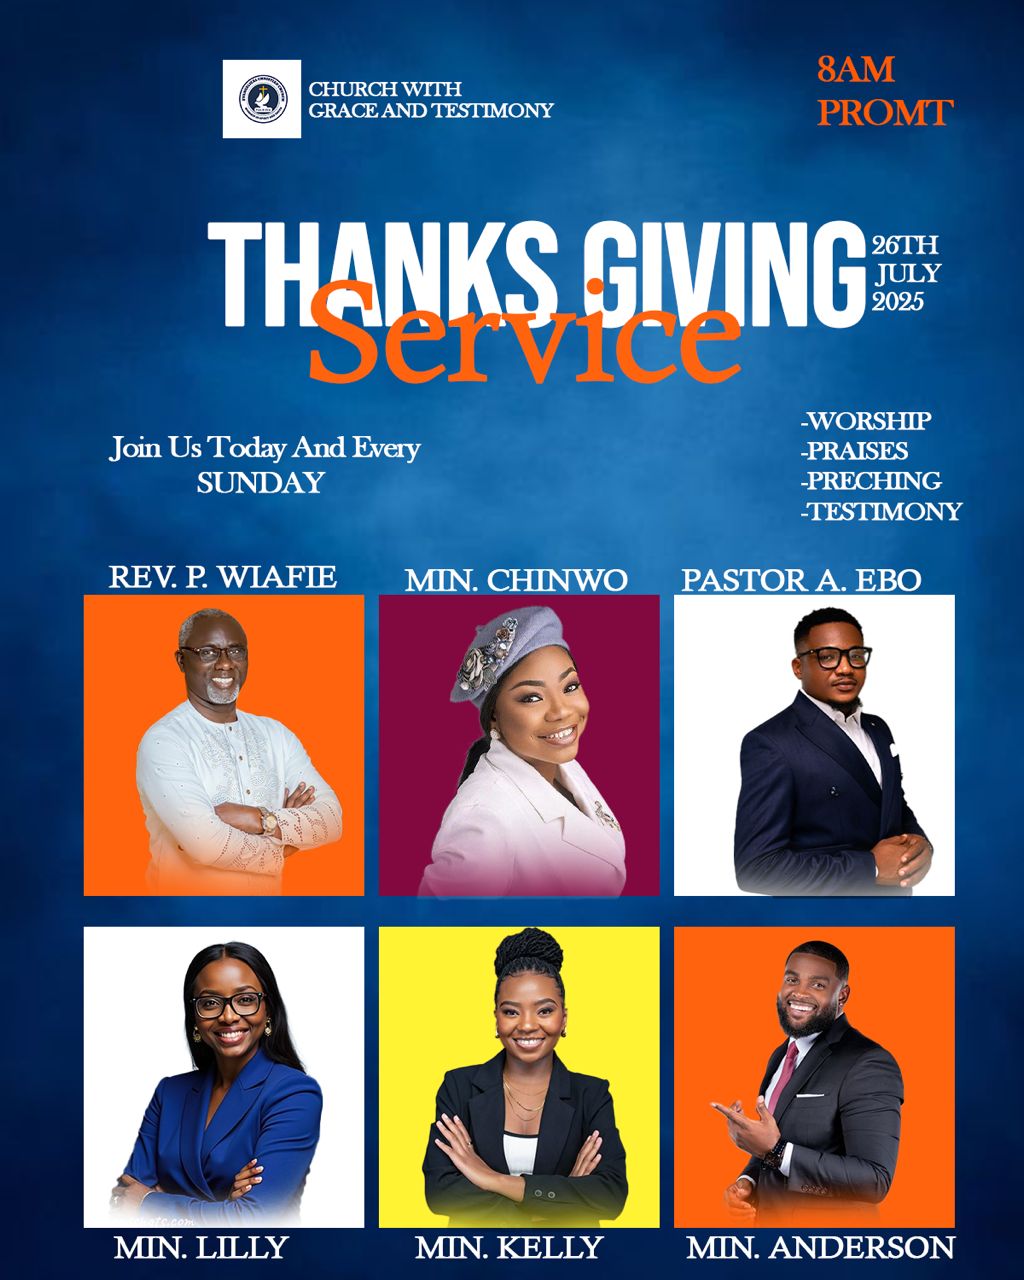 CHURCH WITH
GRACE AND TESTIMONY
8AM
PROMT
THANKS GIVING
Service
26TH
JULY
2025
Join Us Today And Every
SUNDAY
-WORSHIP
-PRAISES
-PRECHING
-TESTIMONY
REV. P. WIAFIE
MIN. CHINWO
PASTOR A. EBO
MIN. LILLY
MIN. KELLY
MIN. ANDERSON